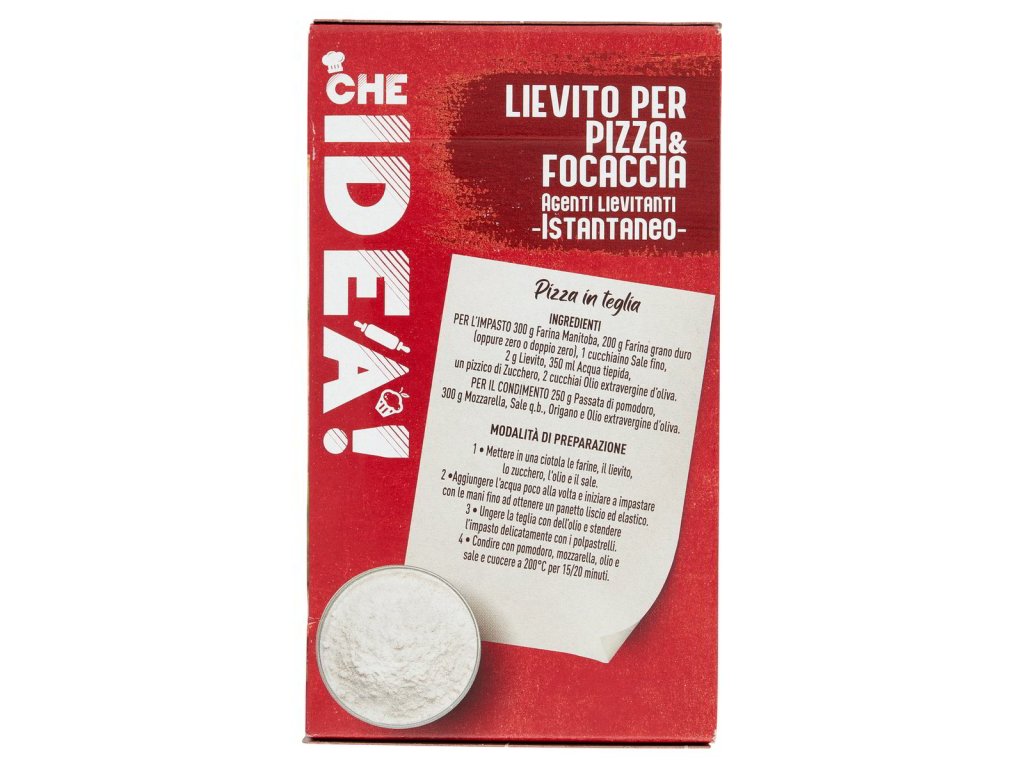 CHE
IDEA!
LIEVITO PER
PIZZA&
FOCACCIA
AGENTI LIEVITANTI
-ISTANTANEO-
Pizza in teglia
INGREDIENTI
PER L'IMPASTO 300 g Farina Manitoba, 200 g Farina grano duro
(oppure zero o doppio zero), 1 cucchiaino Sale fino,
2 g Lievito, 350 ml Acqua tiepida,
un pizzico di Zucchero, 2 cucchiai Olio extravergine d'oliva.
PER IL CONDIMENTO 250 g Passata di pomodoro,
300 g Mozzarella, Sale q.b., Origano e Olio extravergine d'oliva.
MODALITÀ DI PREPARAZIONE
1 • Mettere in una ciotola le farine, il lievito,
lo zucchero, l'olio e il sale.
2 •Aggiungere l'acqua poco alla volta e iniziare a impastare
con le mani fino ad ottenere un panetto liscio ed elastico.
3 • Ungere la teglia con dell'olio e stendere
l'impasto delicatamente con i polpastrelli.
4 • Condire con pomodoro, mozzarella, olio e
sale e cuocere a 200°C per 15/20 minuti.